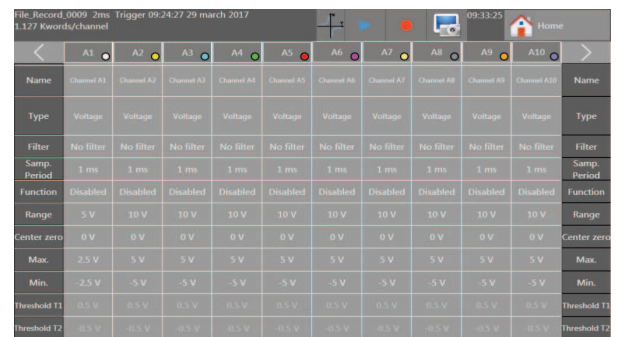 File_Record_0009 2ms Trigger 09:24:27 29 mars 2017
1.127 Kwords/channel
09:33:25
Home
A1 A2 A3 A4 A5 A6 A7 A8 A9 A10
Name Channel A1 Channel A2 Channel A3 Channel A4 Channel A5 Channel A6 Channel A7 Channel A8 Channel A9 Channel A10 Name
Type Voltage Voltage Voltage Voltage Voltage Voltage Voltage Voltage Voltage Voltage Type
Filter No filter No filter No filter No filter No filter No filter No filter No filter No filter No filter Filter
Samp. Period 1 ms 1 ms 1 ms 1 ms 1 ms 1 ms 1 ms 1 ms 1 ms 1 ms Samp. Period
Function Disabled Disabled Disabled Disabled Disabled Disabled Disabled Disabled Disabled Disabled Function
Range 5 V 10 V 10 V 10 V 10 V 10 V 10 V 10 V 10 V 10 V Range
Center zero 0 V 0 V 0 V 0 V 0 V 0 V 0 V 0 V 0 V 0 V Center zero
Max. 2.5 V 5 V 5 V 5 V 5 V 5 V 5 V 5 V 5 V 5 V Max.
Min. -2.5 V -5 V -5 V -5 V -5 V -5 V -5 V -5 V -5 V -5 V Min.
Threshold T1 0.5 V 0.5 V 0.5 V 0.5 V 0.5 V 0.5 V 0.5 V 0.5 V 0.5 V 0.5 V Threshold T1
Threshold T2 -0.5 V -0.5 V -0.5 V -0.5 V -0.5 V -0.5 V -0.5 V -0.5 V -0.5 V -0.5 V Threshold T2